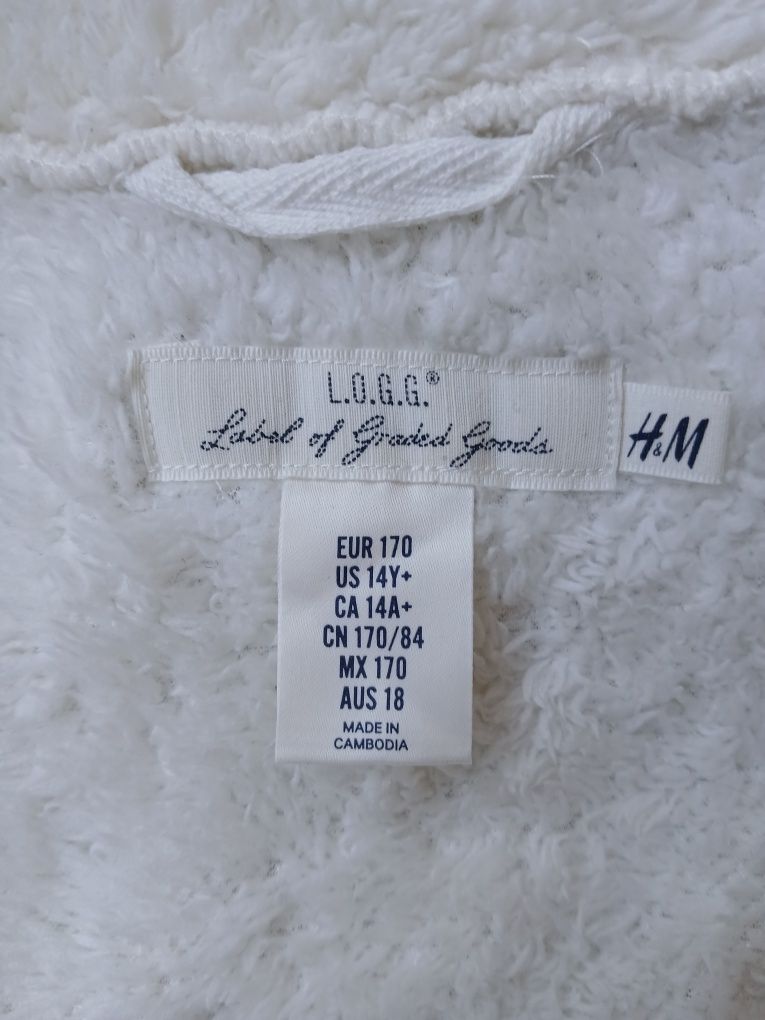 L.O.G.G.®
Label of Graded Goods
H&M
EUR 170
US 14Y+
CA 14A+
CN 170/84
MX 170
AUS 18
MADE IN
CAMBODIA